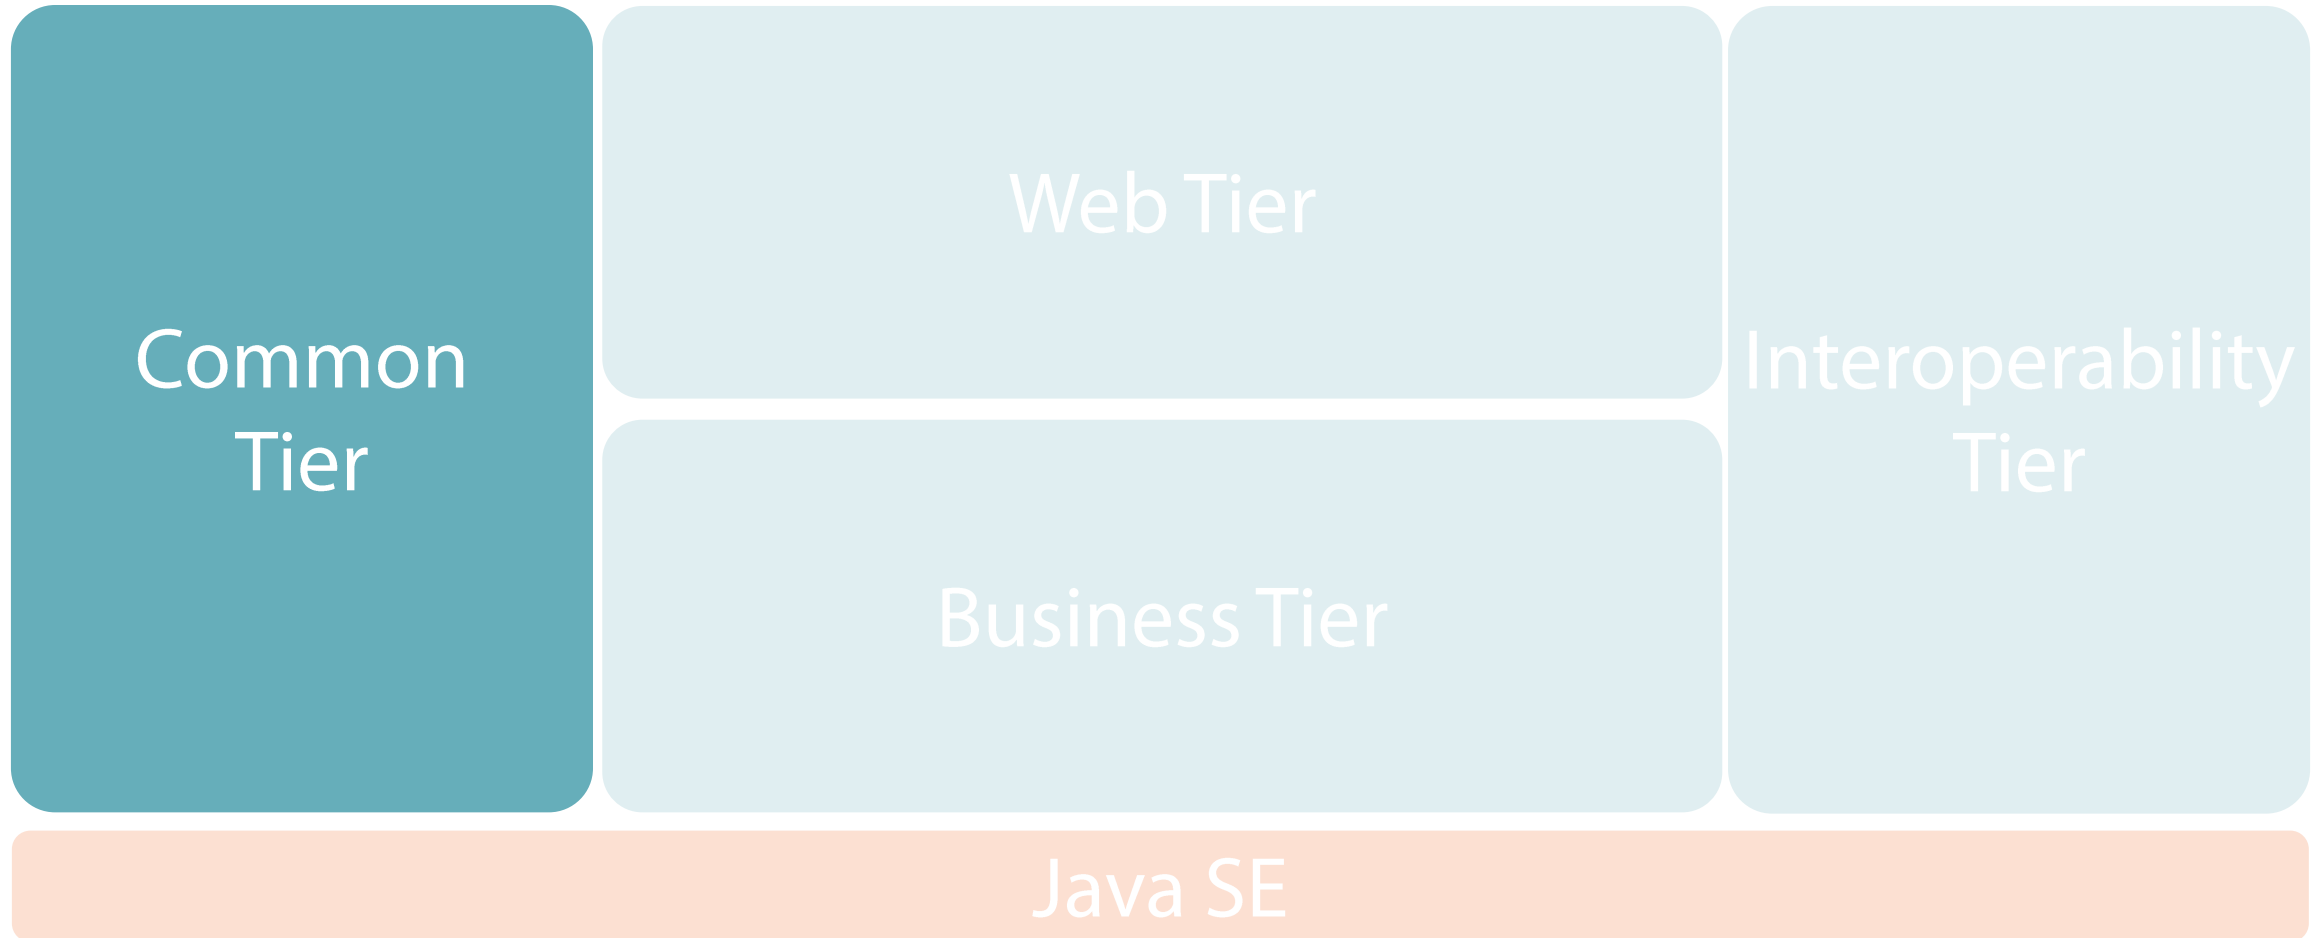 Common
Tier
Web Tier
Business Tier
Interoperability
Tier
Java SE